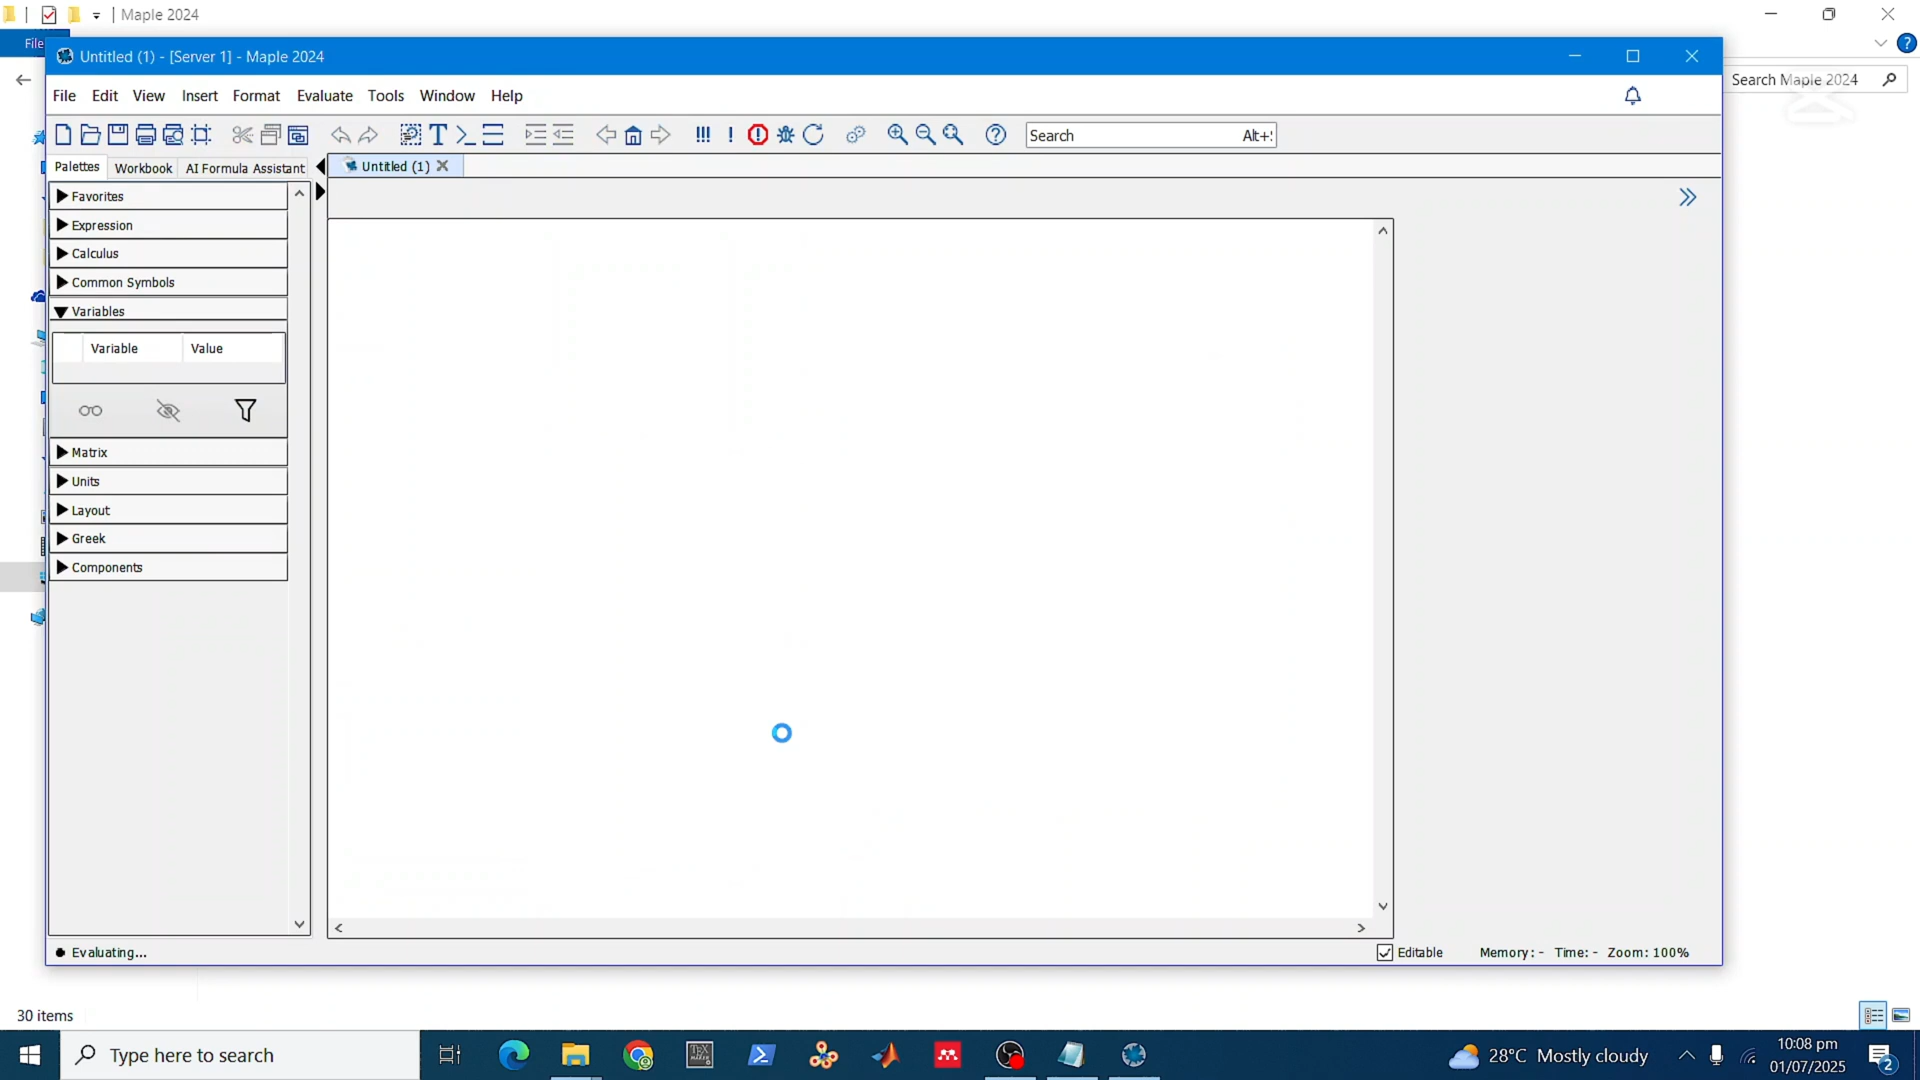 Maple 2024
File
Untitled (1) - [Server 1] - Maple 2024
Search Maple 2024
File Edit View Insert Format Evaluate Tools Window Help
Search Alt+S
Palettes Workbook AI Formula Assistant
Untitled (1)
Favorites
Expression
Calculus
Common Symbols
Variables
Variable Value
Matrix
Units
Layout
Greek
Components
Evaluating...
Editable Memory: - Time: - Zoom: 100%
30 items
Type here to search
TEX
MAKER
28°C Mostly cloudy
10:08 pm
01/07/2025
2